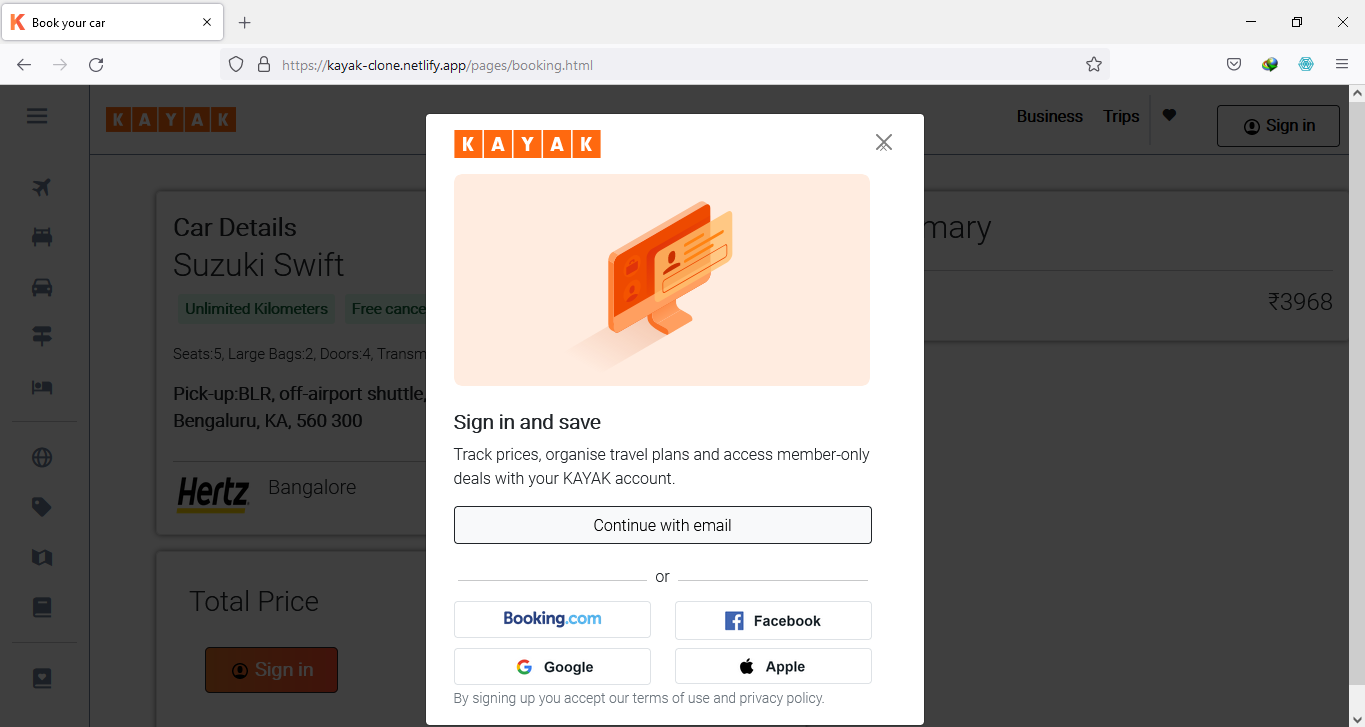 Book your car
https://kayak-clone.netlify.app/pages/booking.html
KAYAK
Business Trips
Sign in
KAYAK
Car Details
Suzuki Swift
Unlimited Kilometers
Seats:5, Large Bags:2, Doors:4,
Pick-up:BLR, off-airport shuttle,
Bengaluru, KA, 560 300
Hertz Bangalore
Total Price
Sign in
₹3968
Sign in and save
Track prices, organise travel plans and access member-only
deals with your KAYAK account.
Continue with email
or
Booking.com
Facebook
Google
Apple
By signing up you accept our terms of use and privacy policy.